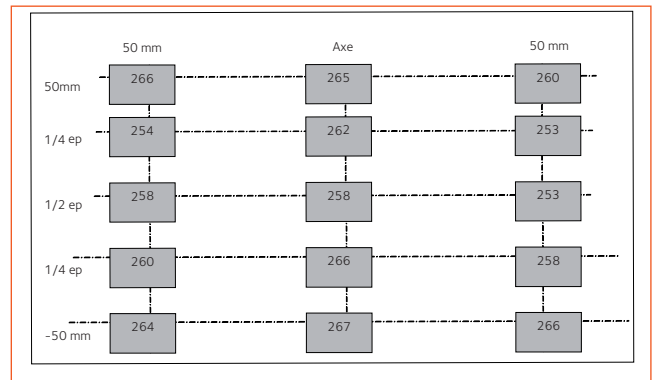 50 mm Axe 50 mm
50mm 266 265 260
1/4 ep 254 262 253
1/2 ep 258 258 253
1/4 ep 260 266 258
-50 mm 264 267 266